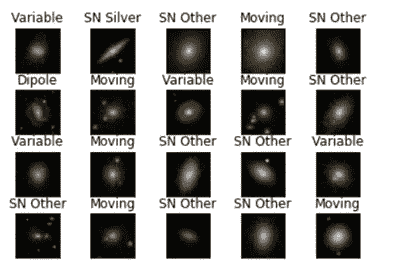 Variable SN Silver SN Other Moving SN Other
Dipole Moving Variable Moving SN Other
Variable Moving SN Other SN Other Variable
SN Other Moving SN Other SN Other Moving